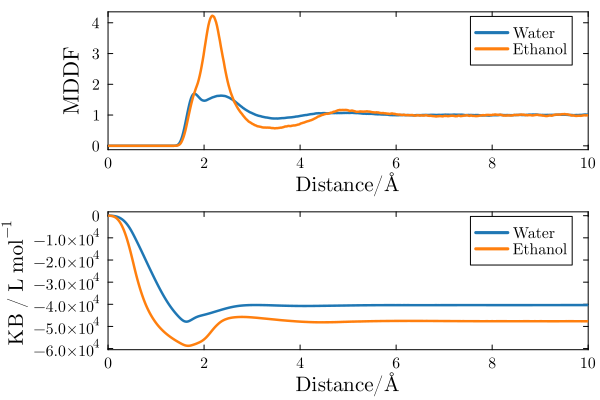 MDDF
4
3
2
1
0
Water
Ethanol
0 2 4 6 8 10
Distance/Å
KB / L mol⁻¹
0
−1.0×10⁴
−2.0×10⁴
−3.0×10⁴
−4.0×10⁴
−5.0×10⁴
−6.0×10⁴
Water
Ethanol
0 2 4 6 8 10
Distance/Å